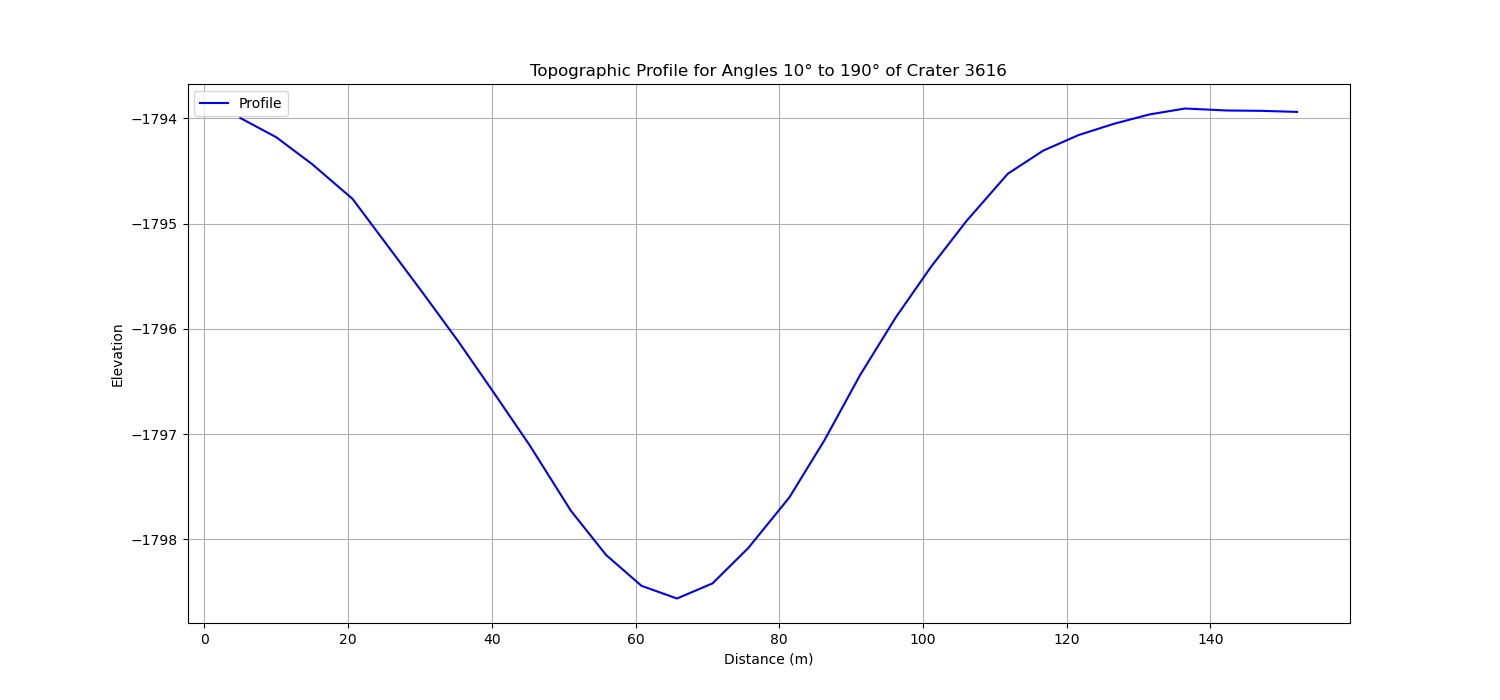 Topographic Profile for Angles 10° to 190° of Crater 3616
Profile
−1794
−1795
−1796
−1797
−1798
Elevation
0 20 40 60 80 100 120 140
Distance (m)